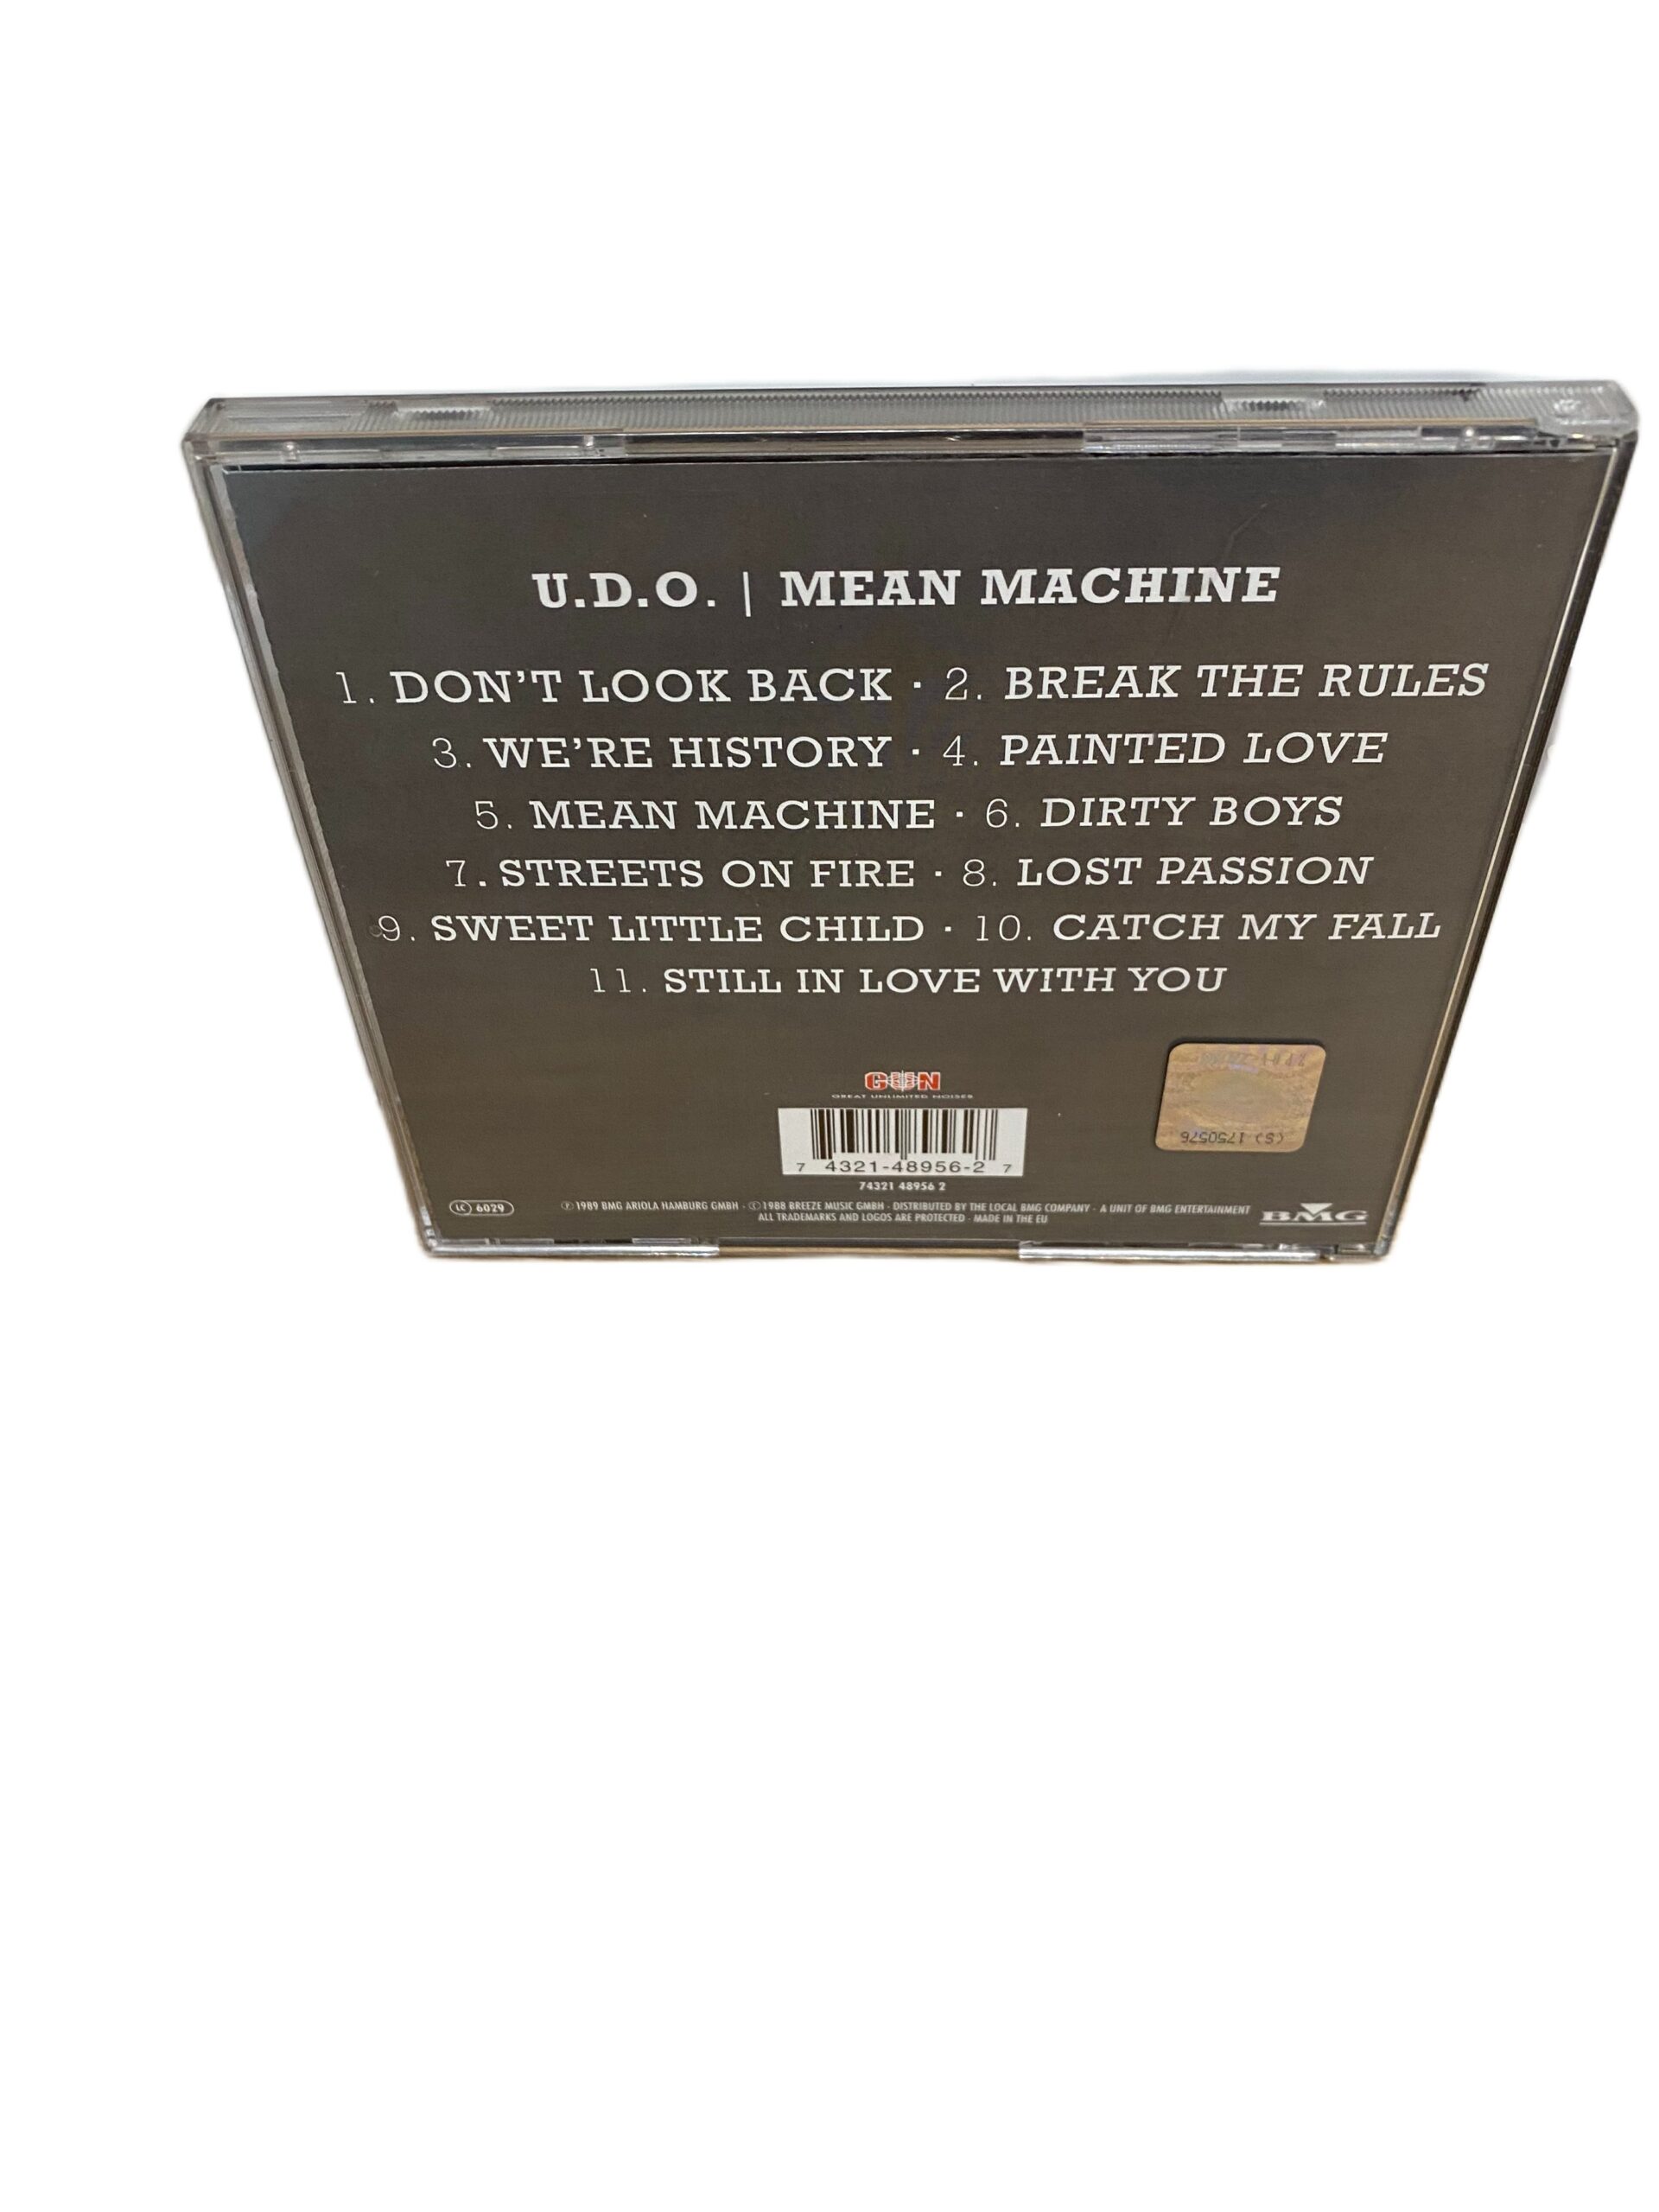 U.D.O. | MEAN MACHINE
1. DON'T LOOK BACK · 2. BREAK THE RULES
3. WE'RE HISTORY · 4. PAINTED LOVE
5. MEAN MACHINE · 6. DIRTY BOYS
7. STREETS ON FIRE · 8. LOST PASSION
9. SWEET LITTLE CHILD · 10. CATCH MY FALL
11. STILL IN LOVE WITH YOU
GUN
GREAT UNLIMITED NOISES
7 4321-48956-2 7
74321 48956 2
(S) 1750576
LC 6029
℗ 1989 BMG ARIOLA HAMBURG GMBH · © 1988 BREEZE MUSIC GMBH · DISTRIBUTED BY THE LOCAL BMG COMPANY · A UNIT OF BMG ENTERTAINMENT
ALL TRADEMARKS AND LOGOS ARE PROTECTED · MADE IN THE EU
BMG